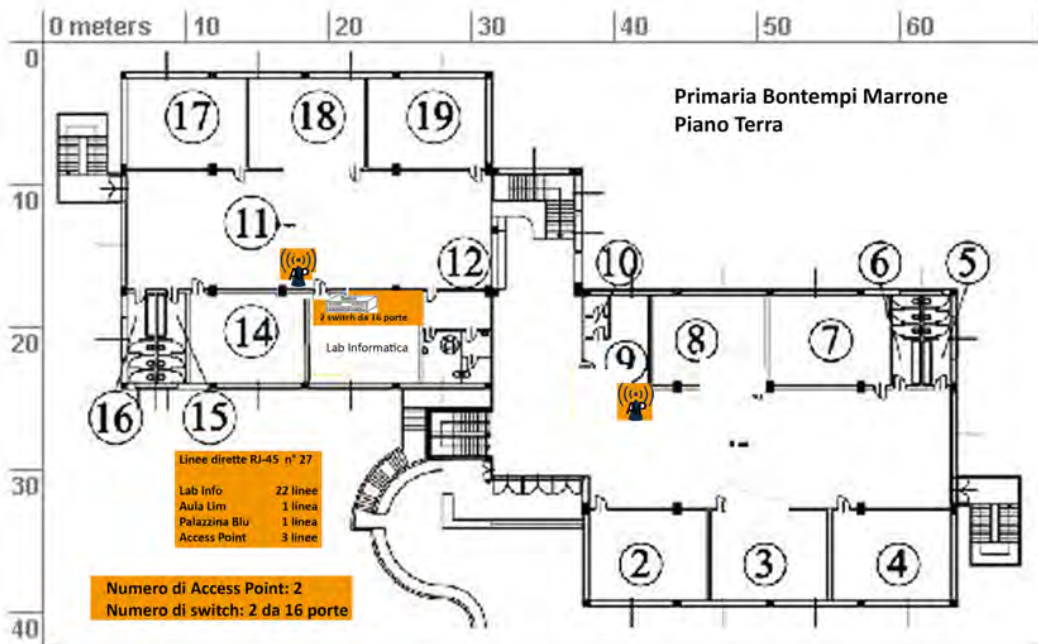 0 meters 10 20 30 40 50 60
0
10
20
30
40
Primaria Bontempi Marrone
Piano Terra
17 18 19
11
12
10
6 5
AP
2 switch da 16 porte
14
Lab Informatica
8 7
9
AP
16 15
Linee dirette RJ-45 n° 27
Lab Info 22 linee
Aula Lim 1 linea
Palazzina Blu 1 linea
Access Point 3 linee
2 3 4
Numero di Access Point: 2
Numero di switch: 2 da 16 porte